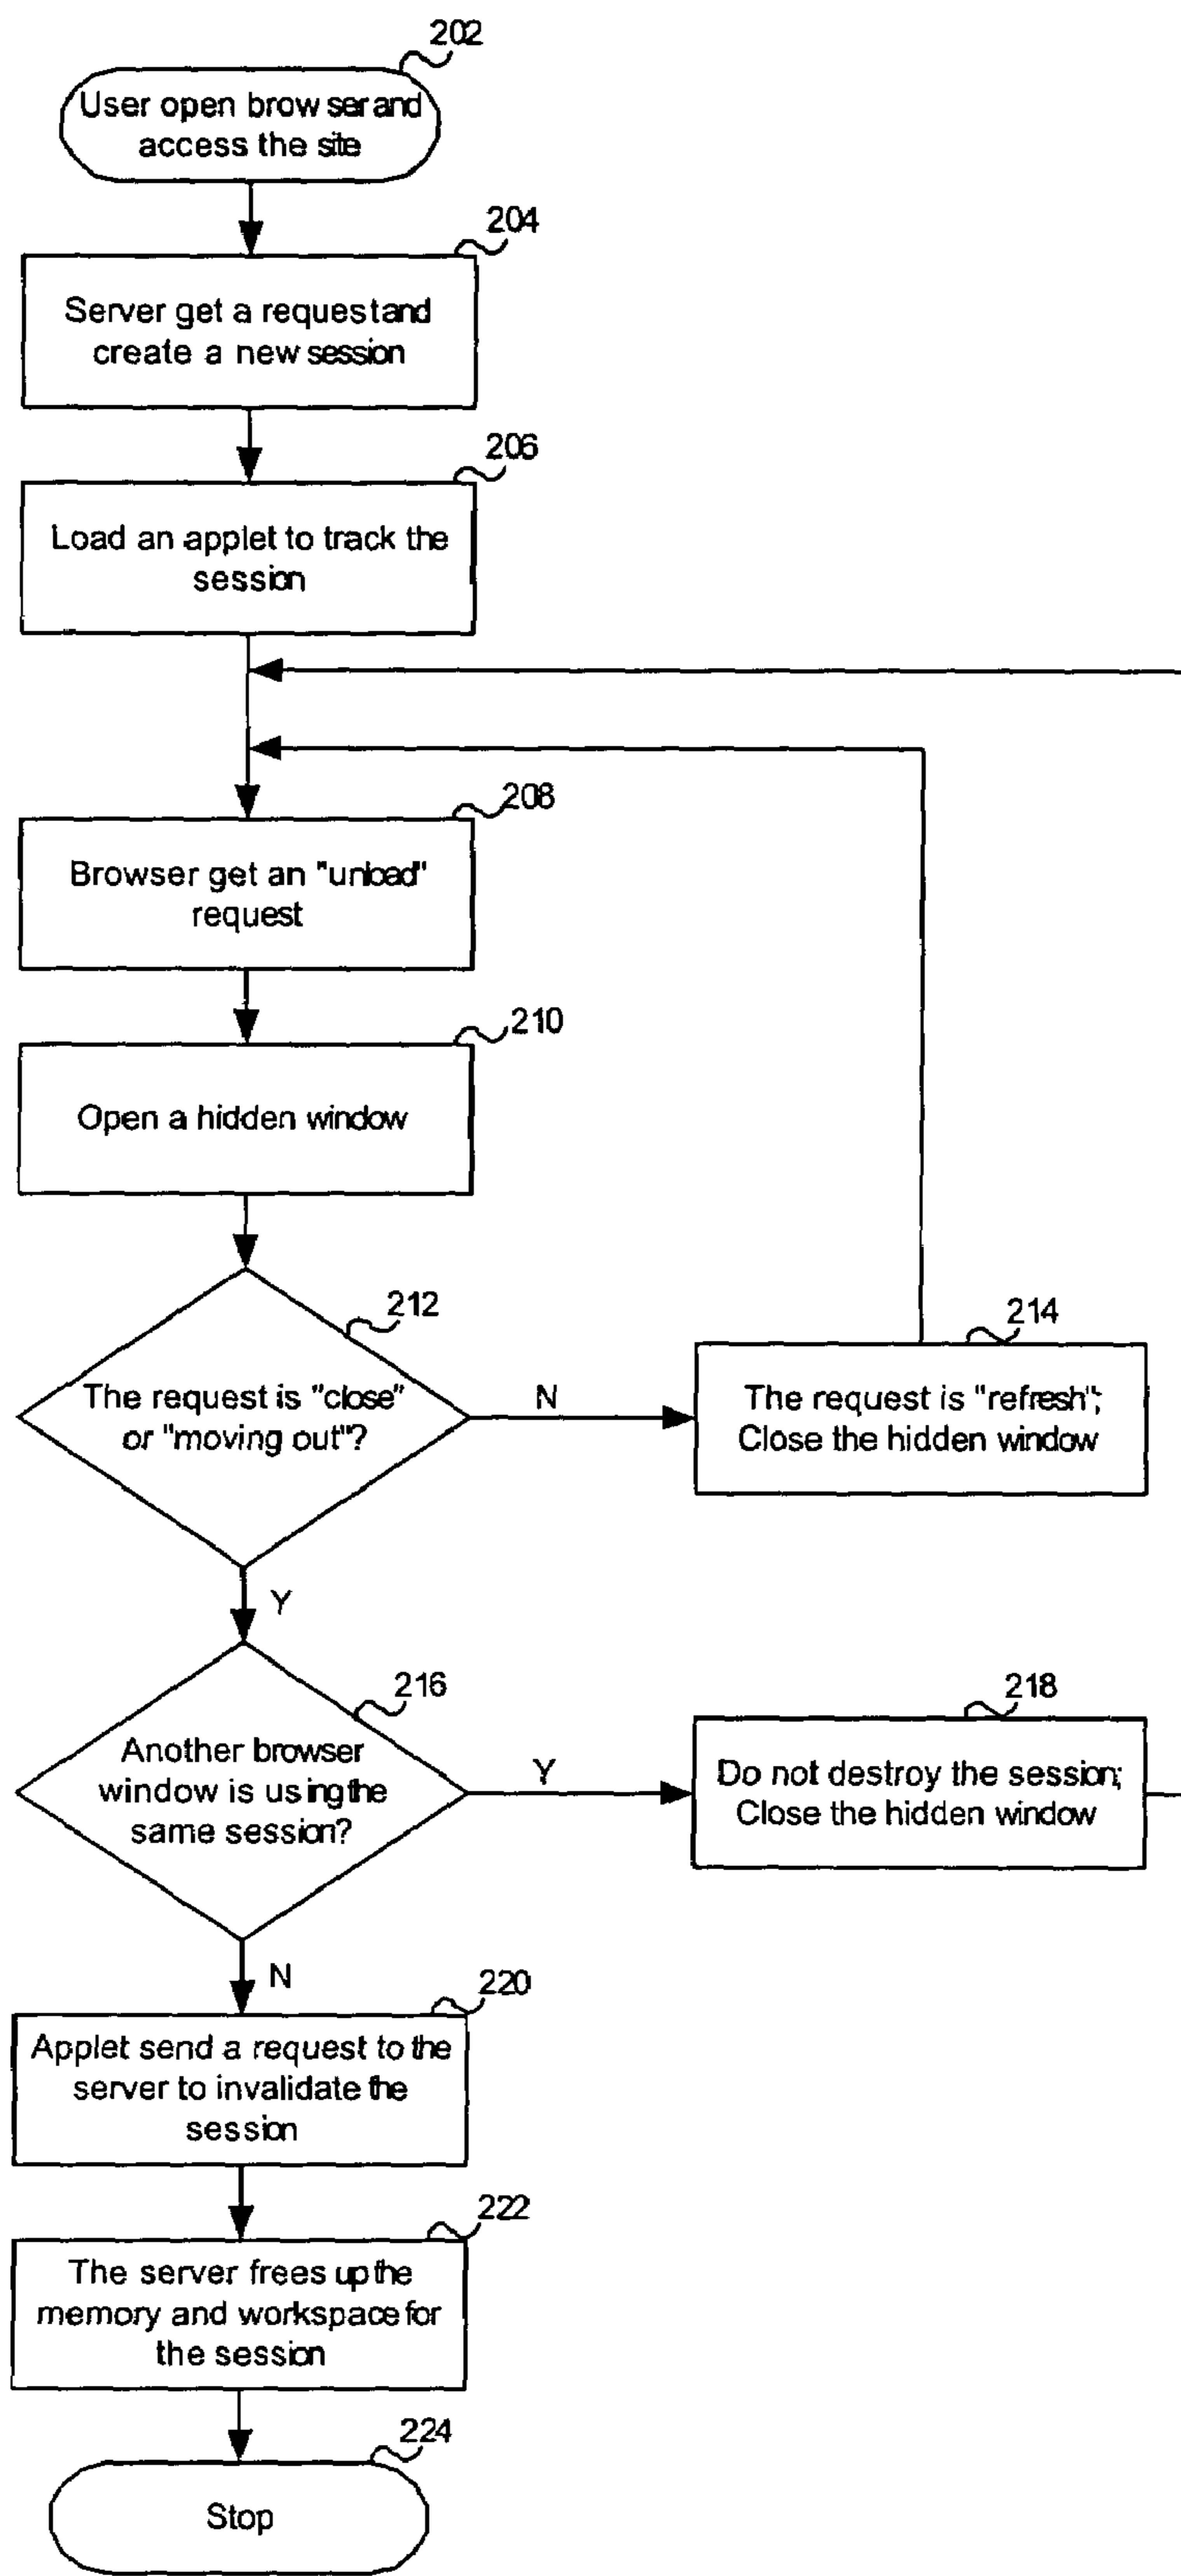 202
User open browser and
access the site
204
Server get a request and
create a new session
206
Load an applet to track the
session
208
Browser get an "unload"
request
210
Open a hidden window
212
The request is "close"
or "moving out"?
N
214
The request is "refresh";
Close the hidden window
Y
216
Another browser
window is using the
same session?
Y
218
Do not destroy the session;
Close the hidden window
N
220
Applet send a request to the
server to invalidate the
session
222
The server frees up the
memory and workspace for
the session
224
Stop